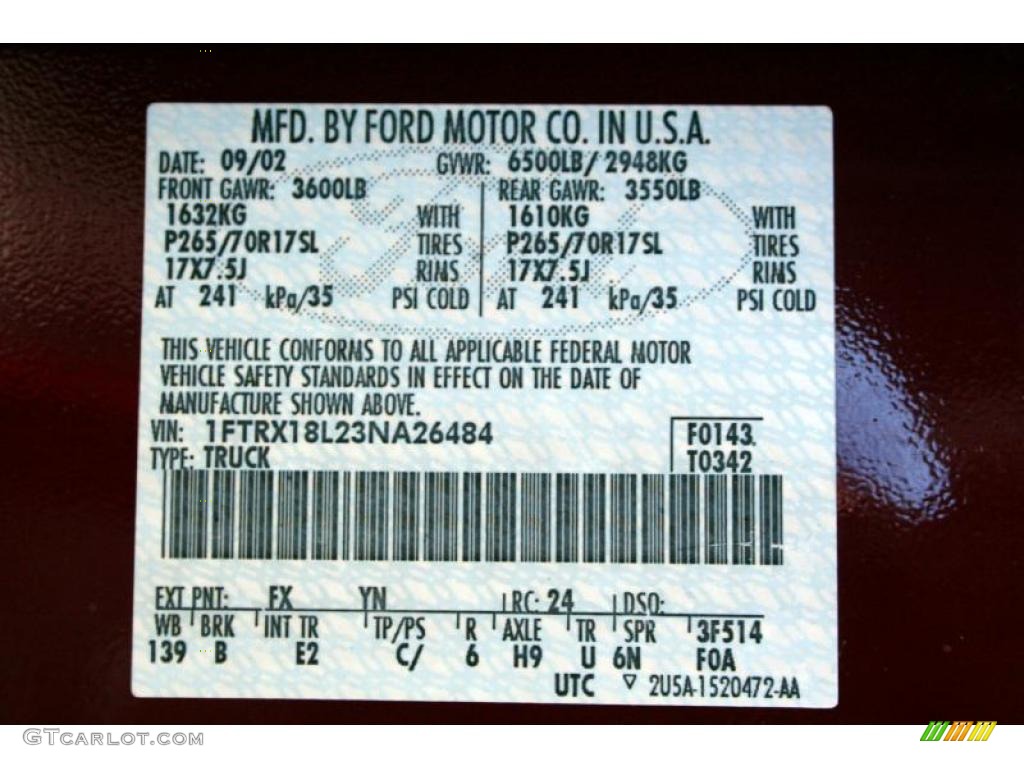 MFD. BY FORD MOTOR CO. IN U.S.A.
DATE: 09/02 GVWR: 6500LB/ 2948KG
FRONT GAWR: 3600LB REAR GAWR: 3550LB
1632KG WITH 1610KG WITH
P265/70R17SL TIRES P265/70R17SL TIRES
17X7.5J RIMS 17X7.5J RIMS
AT 241 kPa/35 PSI COLD AT 241 kPa/35 PSI COLD
THIS VEHICLE CONFORMS TO ALL APPLICABLE FEDERAL MOTOR
VEHICLE SAFETY STANDARDS IN EFFECT ON THE DATE OF
MANUFACTURE SHOWN ABOVE.
VIN: 1FTRX18L23NA26484 F0143
TYPE: TRUCK T0342
EXT PNT: FX YN RC: 24 DSO:
WB BRK INT TR TP/PS R AXLE TR SPR 3F514
139 B E2 C/ 6 H9 U 6N F0A
UTC ▽ 2U5A-1520472-AA
GTCARLOT.COM